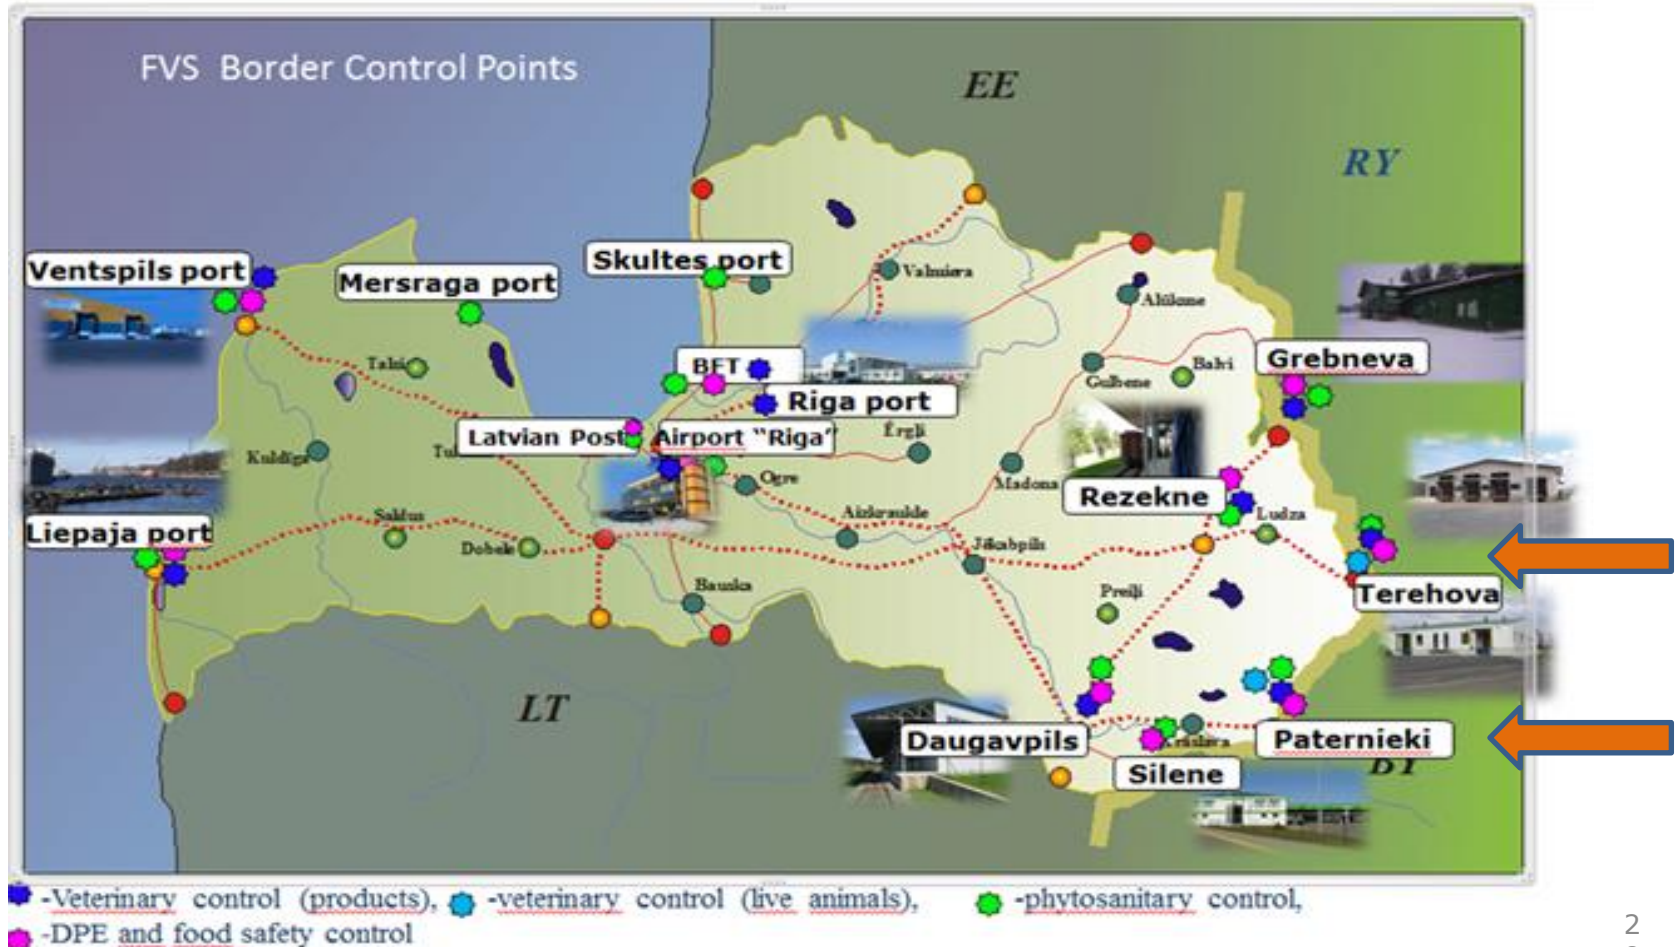 FVS Border Control Points
EE
RY
Ventspils port
Mersraga port
Skultes port
Valmiera
Alūksne
Talsi
BFT
Grebneva
Gulbene
Balvi
Riga port
Latvian Post
Airport "Riga"
Ērgļi
Kuldīga
Ogre
Madona
Rezekne
Ludza
Liepaja port
Saldus
Dobele
Aizkraukle
Jēkabpils
Terehova
Bauska
Preiļi
LT
Daugavpils
Krāslava
Paternieki
Silene
BY
-Veterinary control (products), -veterinary control (live animals), -phytosanitary control,
-DPE and food safety control
2